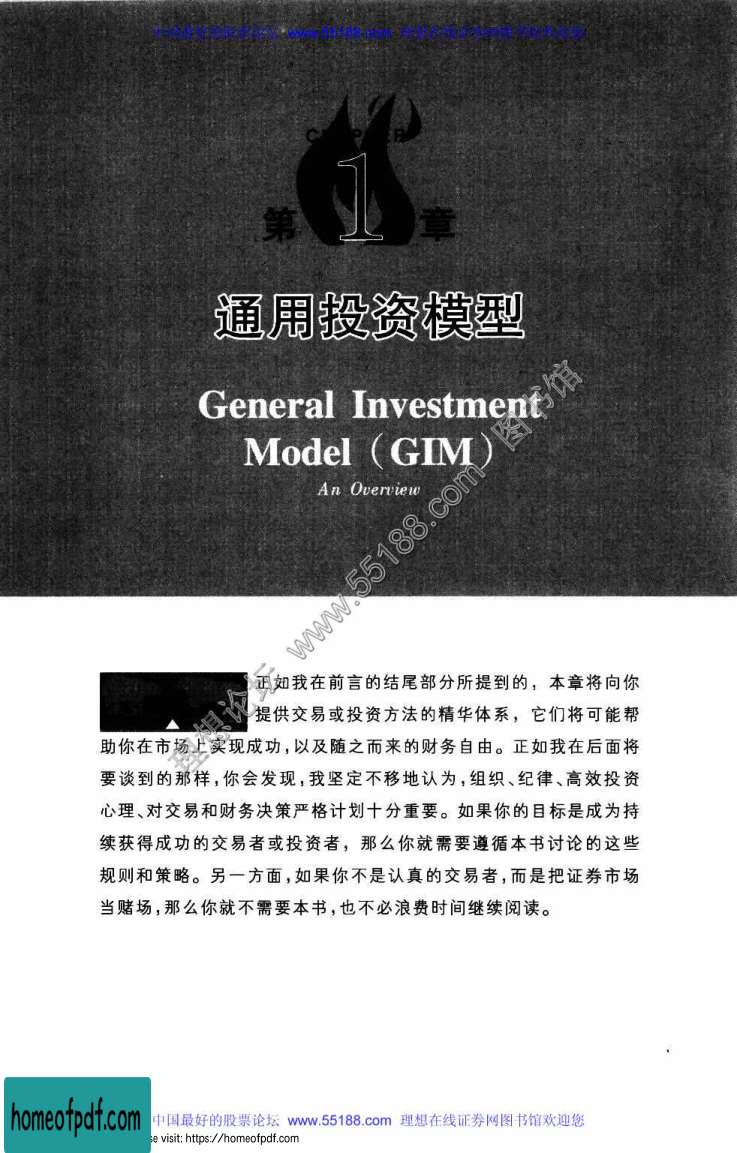 中国最好的股票论坛 www.55188.com 理想在线证券网图书馆欢迎您
CHAPTER
第1章
通用投资模型
General Investment
Model（GIM）
An Overview
理想论坛 www.55188.com 图书馆
正如我在前言的结尾部分所提到的，本章将向你
提供交易或投资方法的精华体系，它们将可能帮
助你在市场上实现成功，以及随之而来的财务自由。正如我在后面将
要谈到的那样，你会发现，我坚定不移地认为，组织、纪律、高效投资
心理、对交易和财务决策严格计划十分重要。如果你的目标是成为持
续获得成功的交易者或投资者，那么你就需要遵循本书讨论的这些
规则和策略。另一方面，如果你不是认真的交易者，而是把证券市场
当赌场，那么你就不需要本书，也不必浪费时间继续阅读。
homeofpdf.com
中国最好的股票论坛 www.55188.com 理想在线证券网图书馆欢迎您
se visit: https://homeofpdf.com